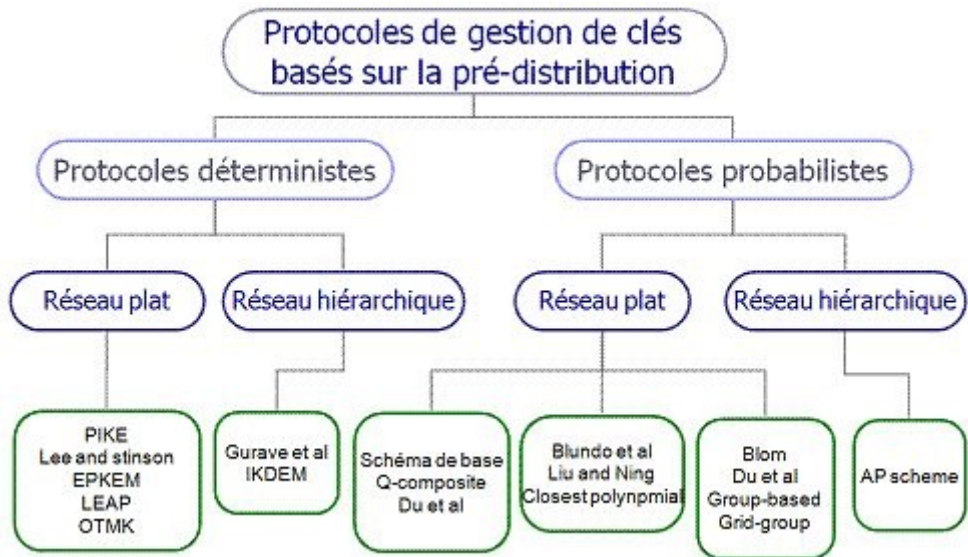 Protocoles de gestion de clés
basés sur la pré-distribution
Protocoles déterministes
Protocoles probabilistes
Réseau plat
Réseau hiérarchique
Réseau plat
Réseau hiérarchique
PIKE
Lee and stinson
EPKEM
LEAP
OTMK
Gurave et al
IKDEM
Schéma de base
Q-composite
Du et al
Blundo et al
Liu and Ning
Closest polynpmial
Blom
Du et al
Group-based
Grid-group
AP scheme